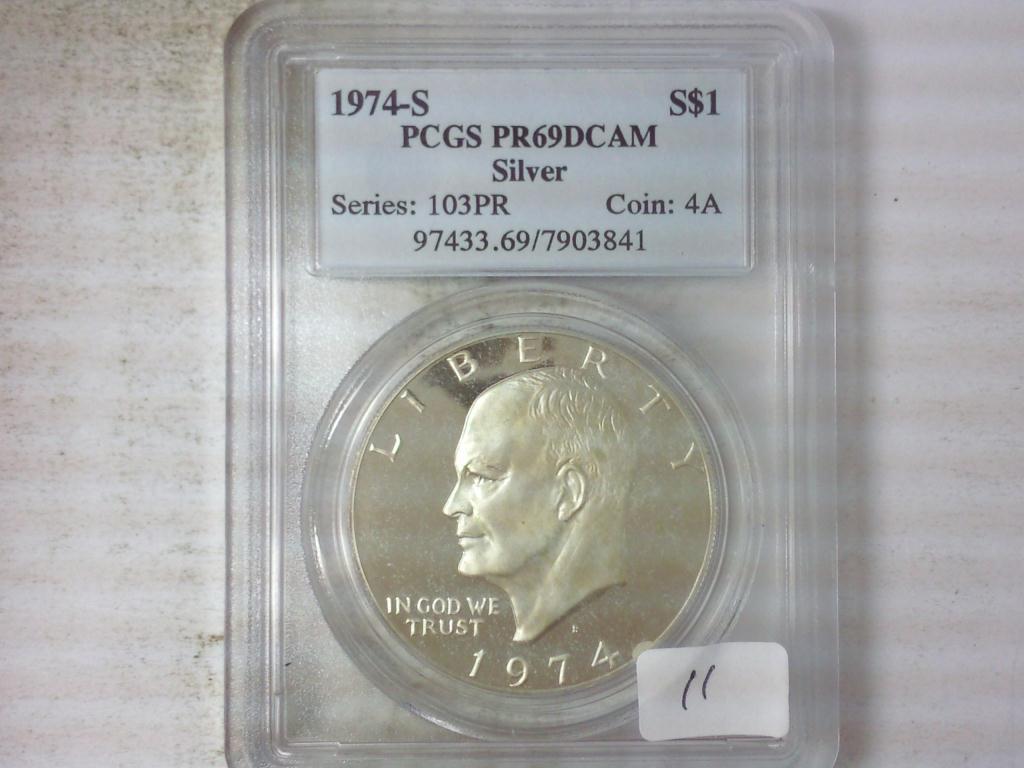 1974-S S$1
PCGS PR69DCAM
Silver
Series: 103PR Coin: 4A
97433.69/7903841
LIBERTY
IN GOD WE
TRUST
1974
11